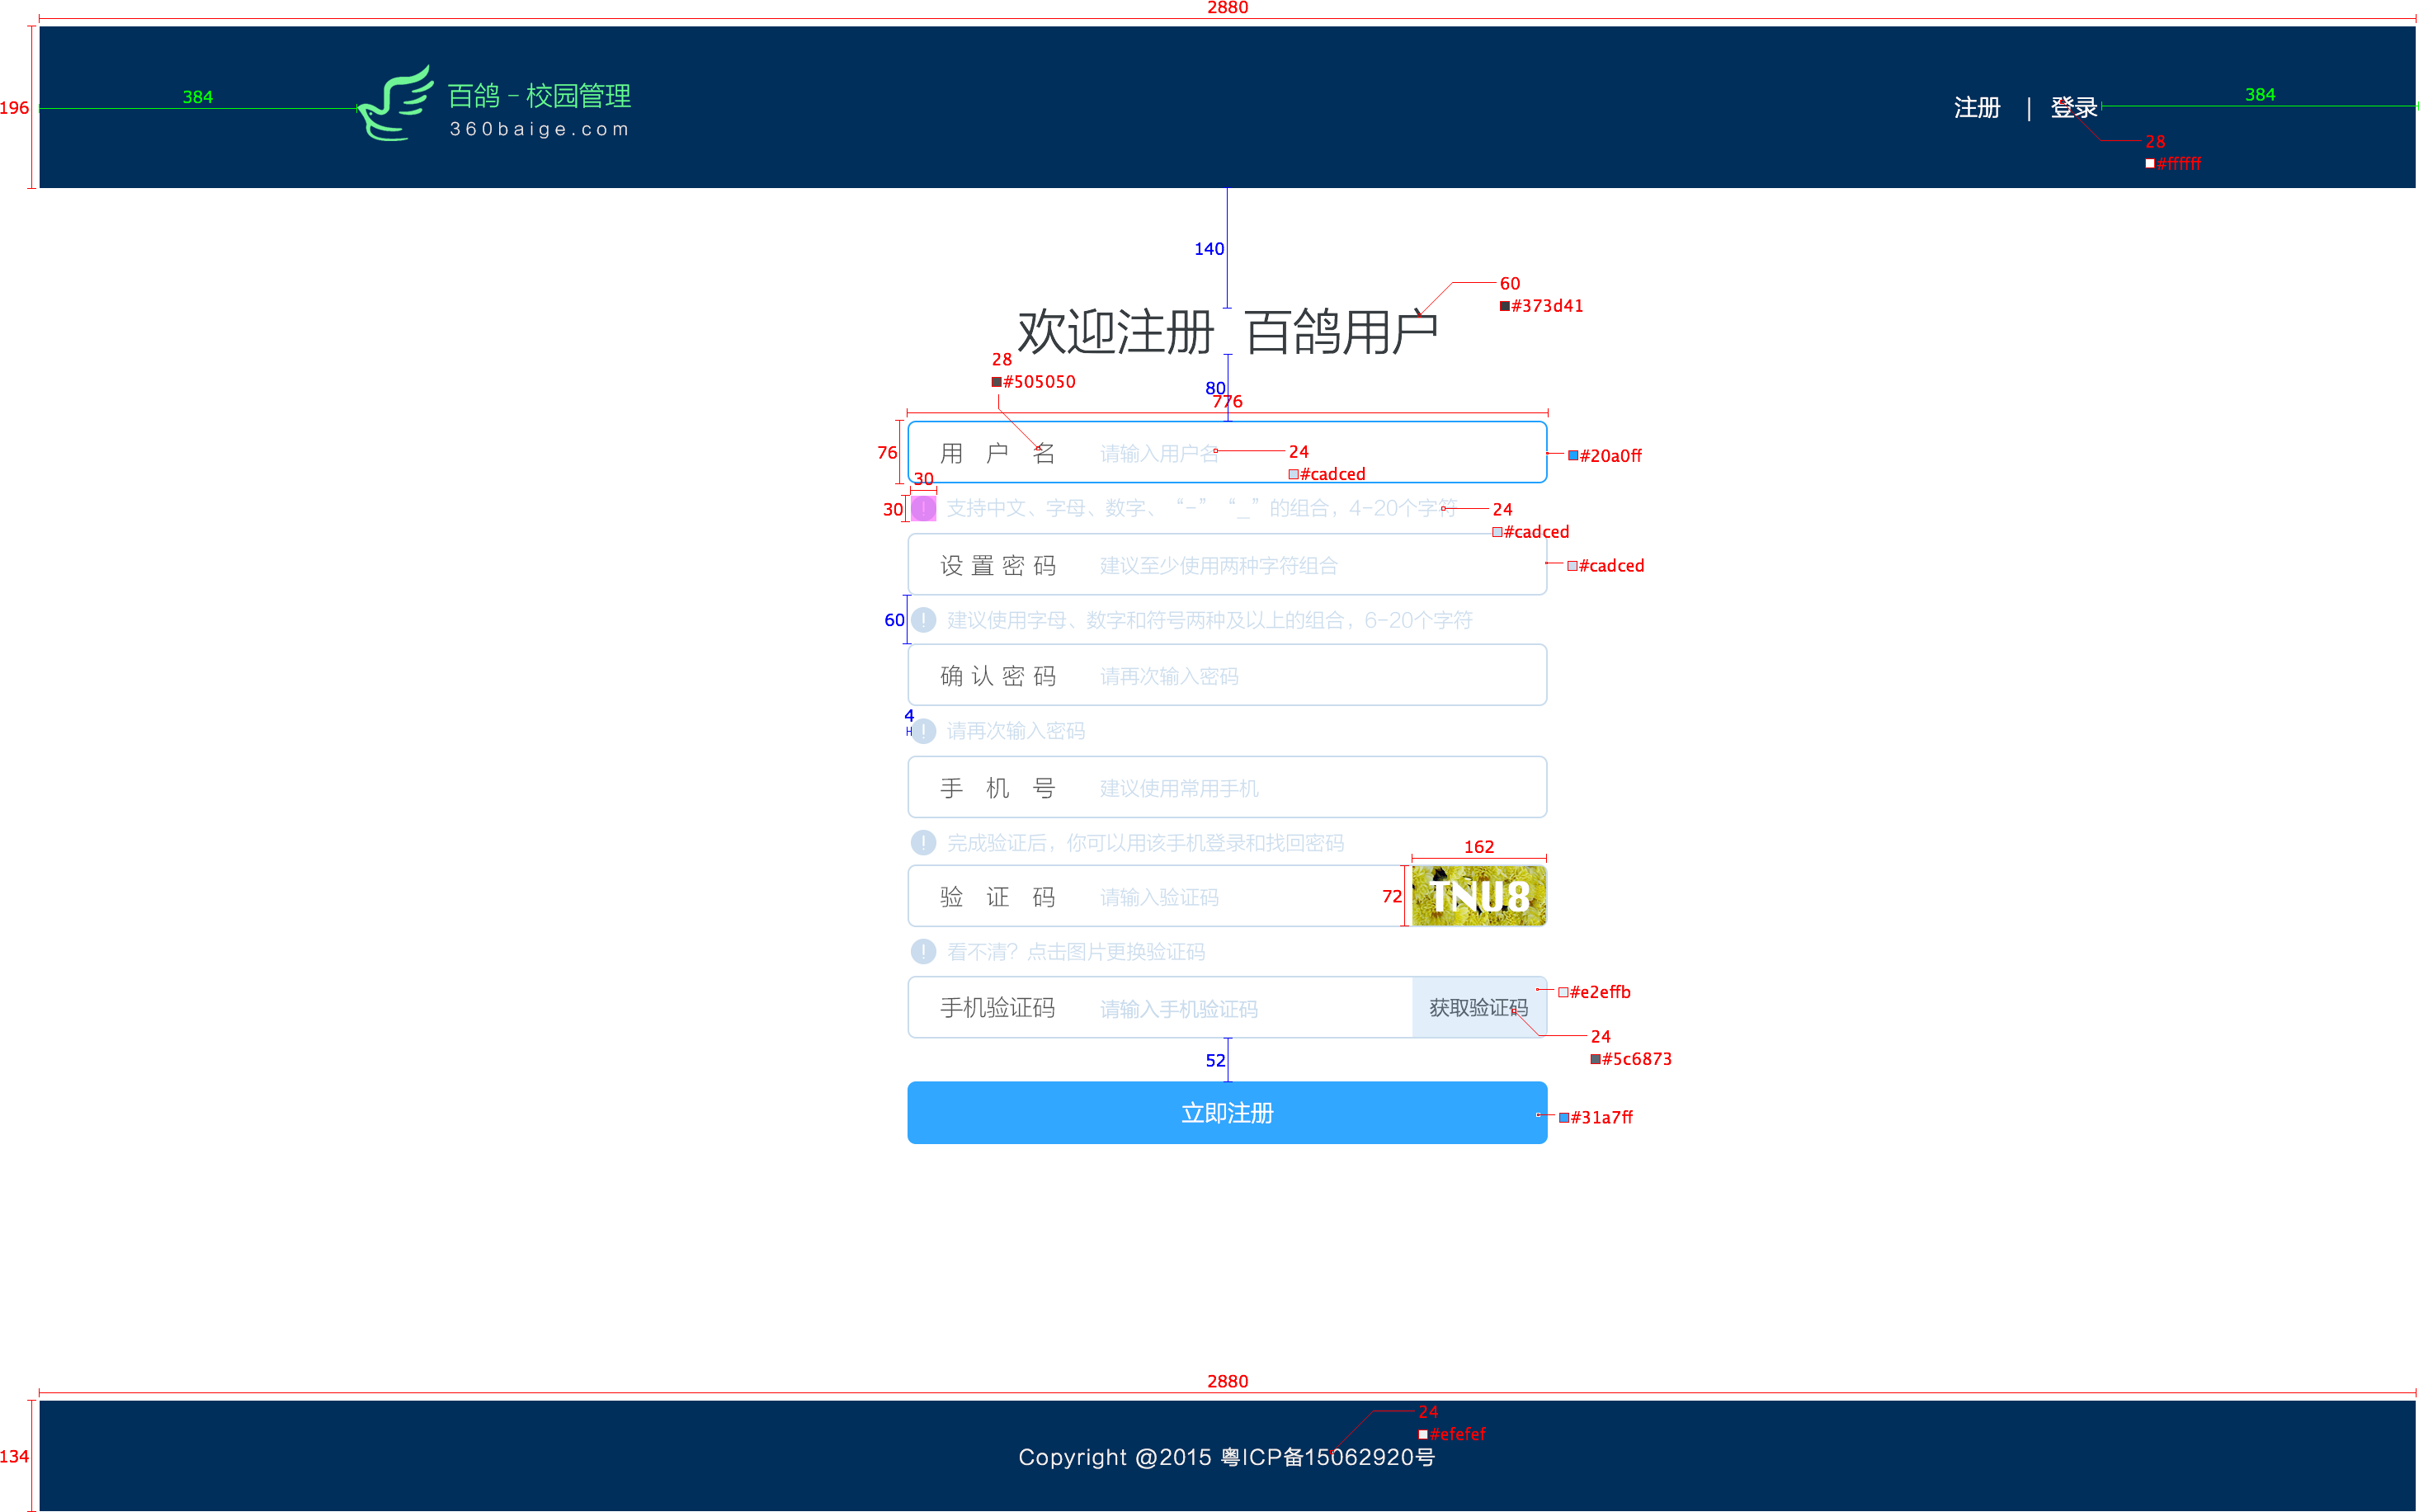 2880
196
384
百鸽-校园管理
360baige.com
注册 | 登录
384
28
#ffffff
140
60
#373d41
欢迎注册 百鸽用户
28
#505050
80
776
76
用 户 名 请输入用户名
24
#cadced
#20a0ff
30
30
! 支持中文、字母、数字、“-”“_”的组合，4-20个字符
24
#cadced
设 置 密 码 建议至少使用两种字符组合
#cadced
60
! 建议使用字母、数字和符号两种及以上的组合，6-20个字符
确 认 密 码 请再次输入密码
4
! 请再次输入密码
手 机 号 建议使用常用手机
! 完成验证后，你可以用该手机登录和找回密码
162
验 证 码 请输入验证码
72
TNU8
! 看不清？点击图片更换验证码
手机验证码 请输入手机验证码 获取验证码
#e2effb
24
#5c6873
52
立即注册
#31a7ff
2880
134
24
#efefef
Copyright @2015 粤ICP备15062920号